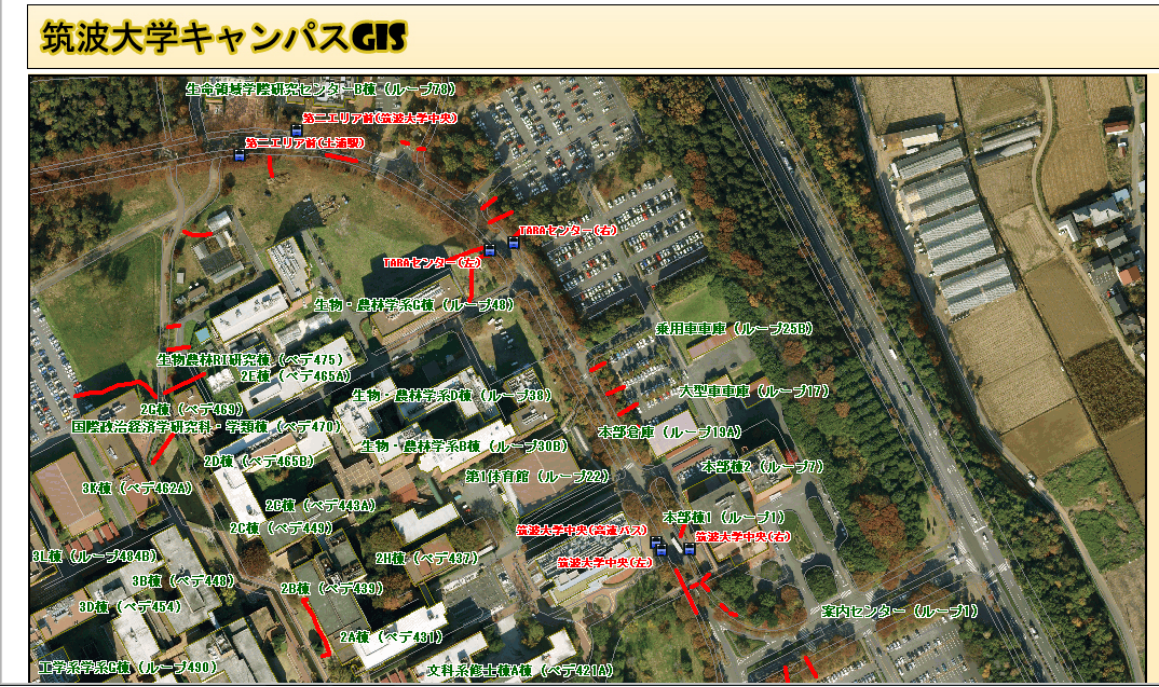 筑波大学キャンパスGIS
生命領域学際研究センターB棟（ループ78）
第二エリア前(筑波大学中央)
第二エリア前(土浦駅)
TARAセンター(右)
TARAセンター(左)
生物・農林学系G棟（ループ48）
乗用車車庫（ループ25B）
生物農林RI研究棟（ペデ475）
2E棟（ペデ465A）
生物・農林学系D棟（ループ38）
大型車車庫（ループ17）
2G棟（ペデ469）
国際政治経済学研究科・学類棟（ペデ470）
本部倉庫（ループ19A）
生物・農林学系B棟（ループ30B）
2D棟（ペデ465B）
本部棟2（ループ7）
第1体育館（ループ22）
3K棟（ペデ462A）
2C棟（ペデ443A）
本部棟1（ループ1）
2C棟（ペデ449）
筑波大学中央(高速バス)
筑波大学中央(右)
3L棟（ループ484B）
2H棟（ペデ437）
筑波大学中央(左)
3B棟（ペデ448）
2B棟（ペデ439）
3D棟（ペデ454）
案内センター（ループ1）
2A棟（ペデ431）
工学系学系C棟（ループ490）
文科系修士棟A棟（ペデ421A）